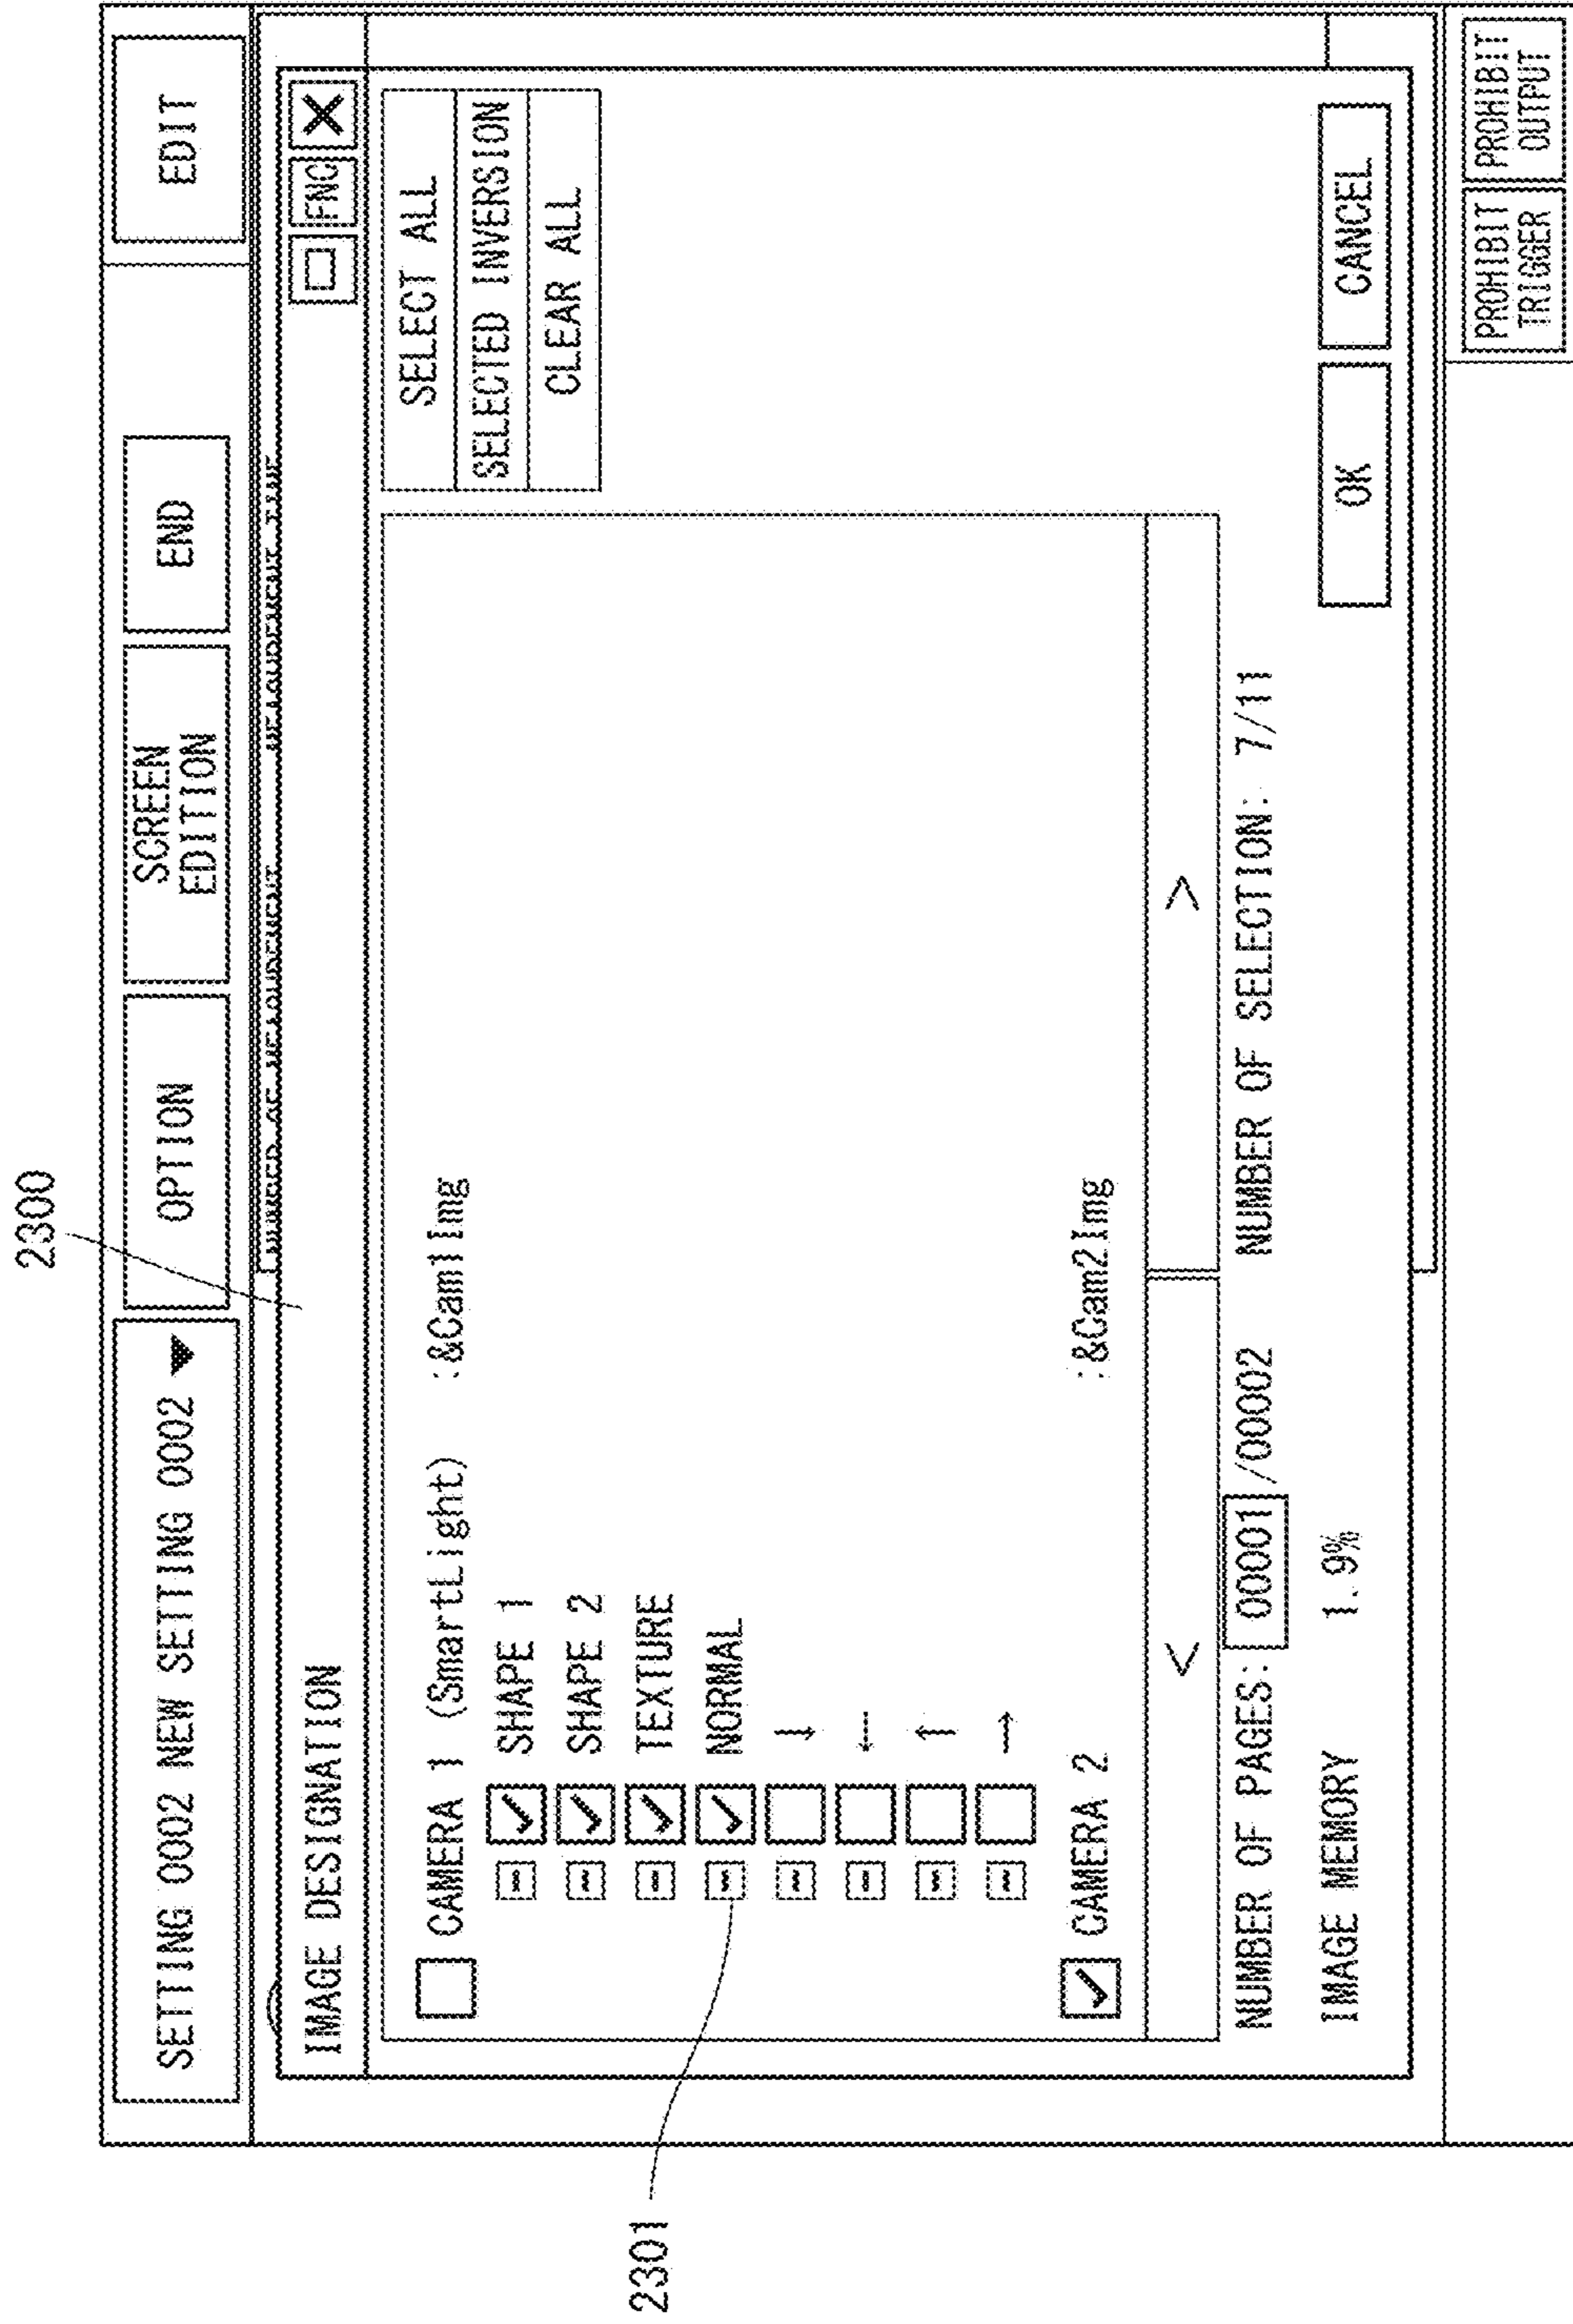 2300
SETTING 0002 NEW SETTING 0002 ▼
OPTION
SCREEN
EDITION
END
EDIT
IMAGE DESIGNATION
FNC
CAMERA 1 (SmartLight) :&Cam1Img
SHAPE 1
SHAPE 2
TEXTURE
NORMAL
→
↓
←
↑
CAMERA 2 :&Cam2Img
SELECT ALL
SELECTED INVERSION
CLEAR ALL
< >
NUMBER OF PAGES: 00001/00002 NUMBER OF SELECTION: 7/11
IMAGE MEMORY 1.9%
OK
CANCEL
PROHIBIT
TRIGGER
PROHIBIT
OUTPUT
2301